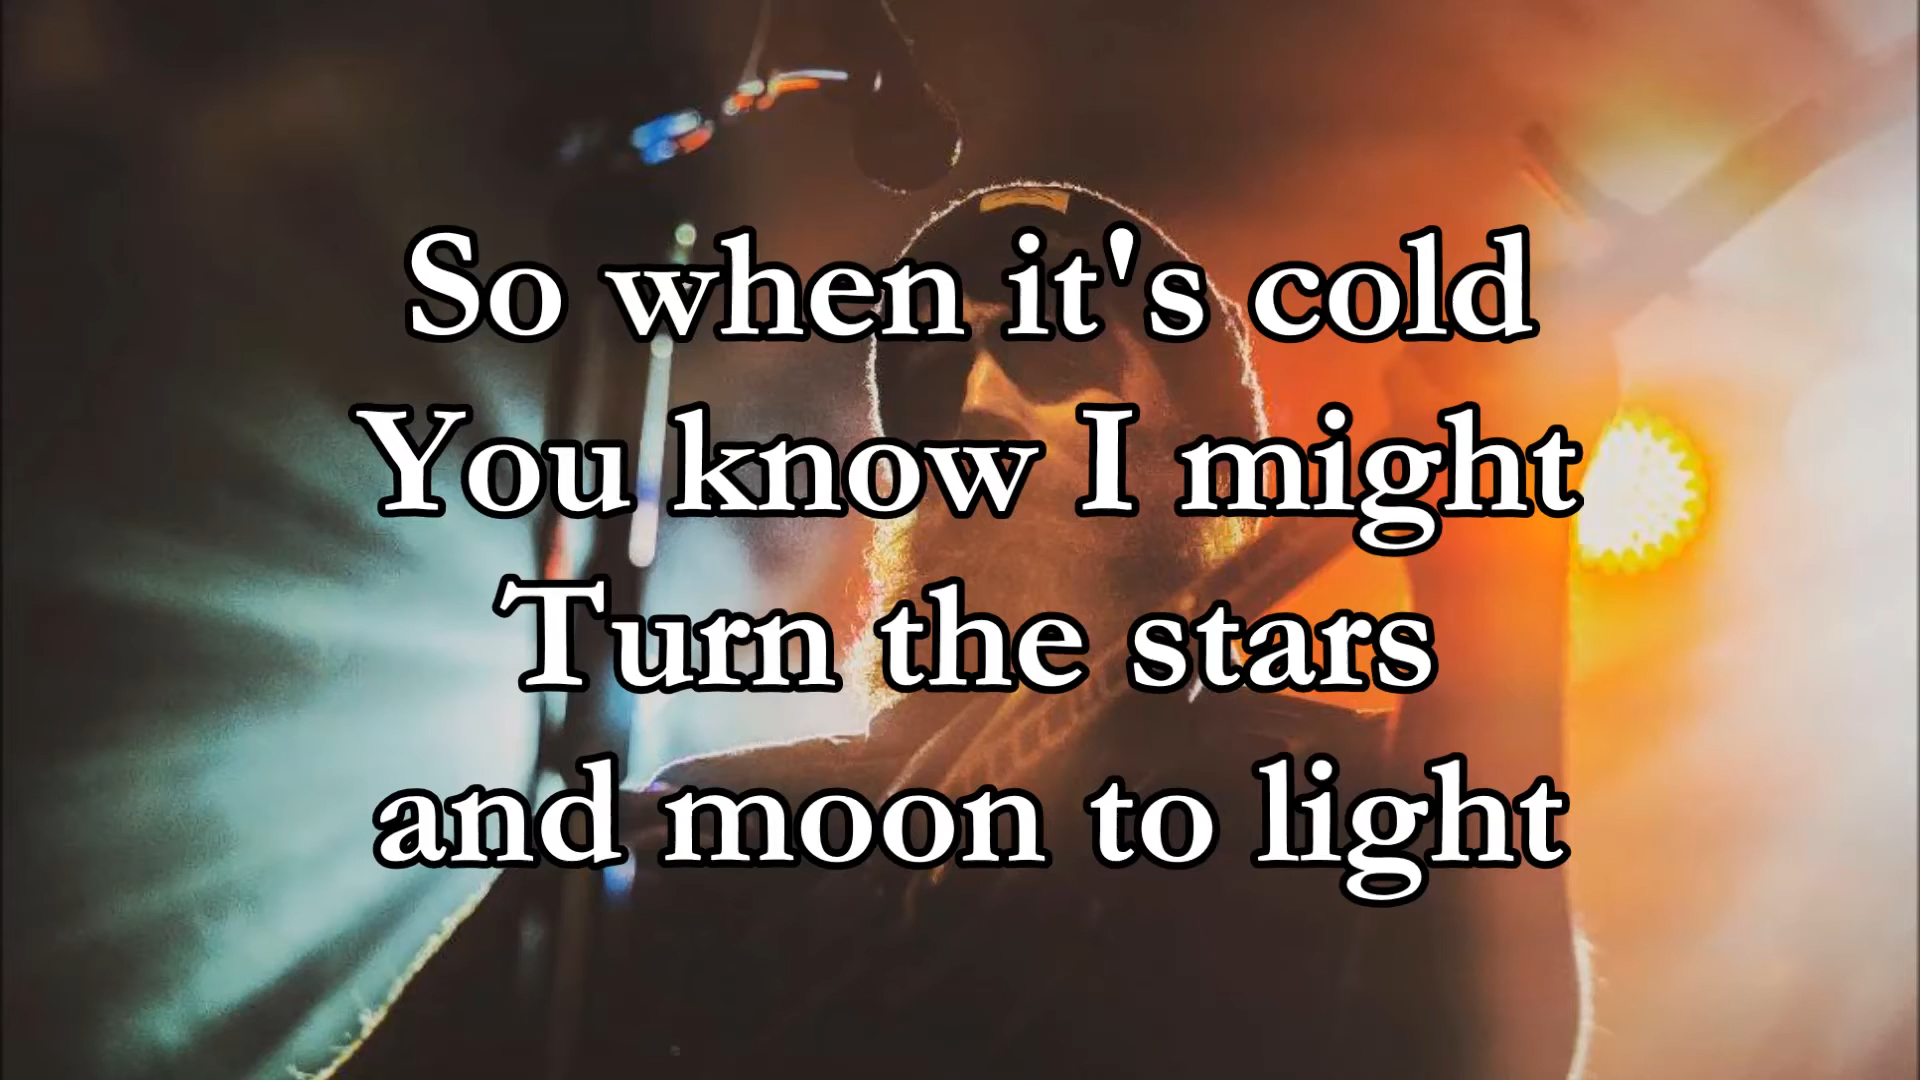 So when it's cold
You know I might
Turn the stars
and moon to light